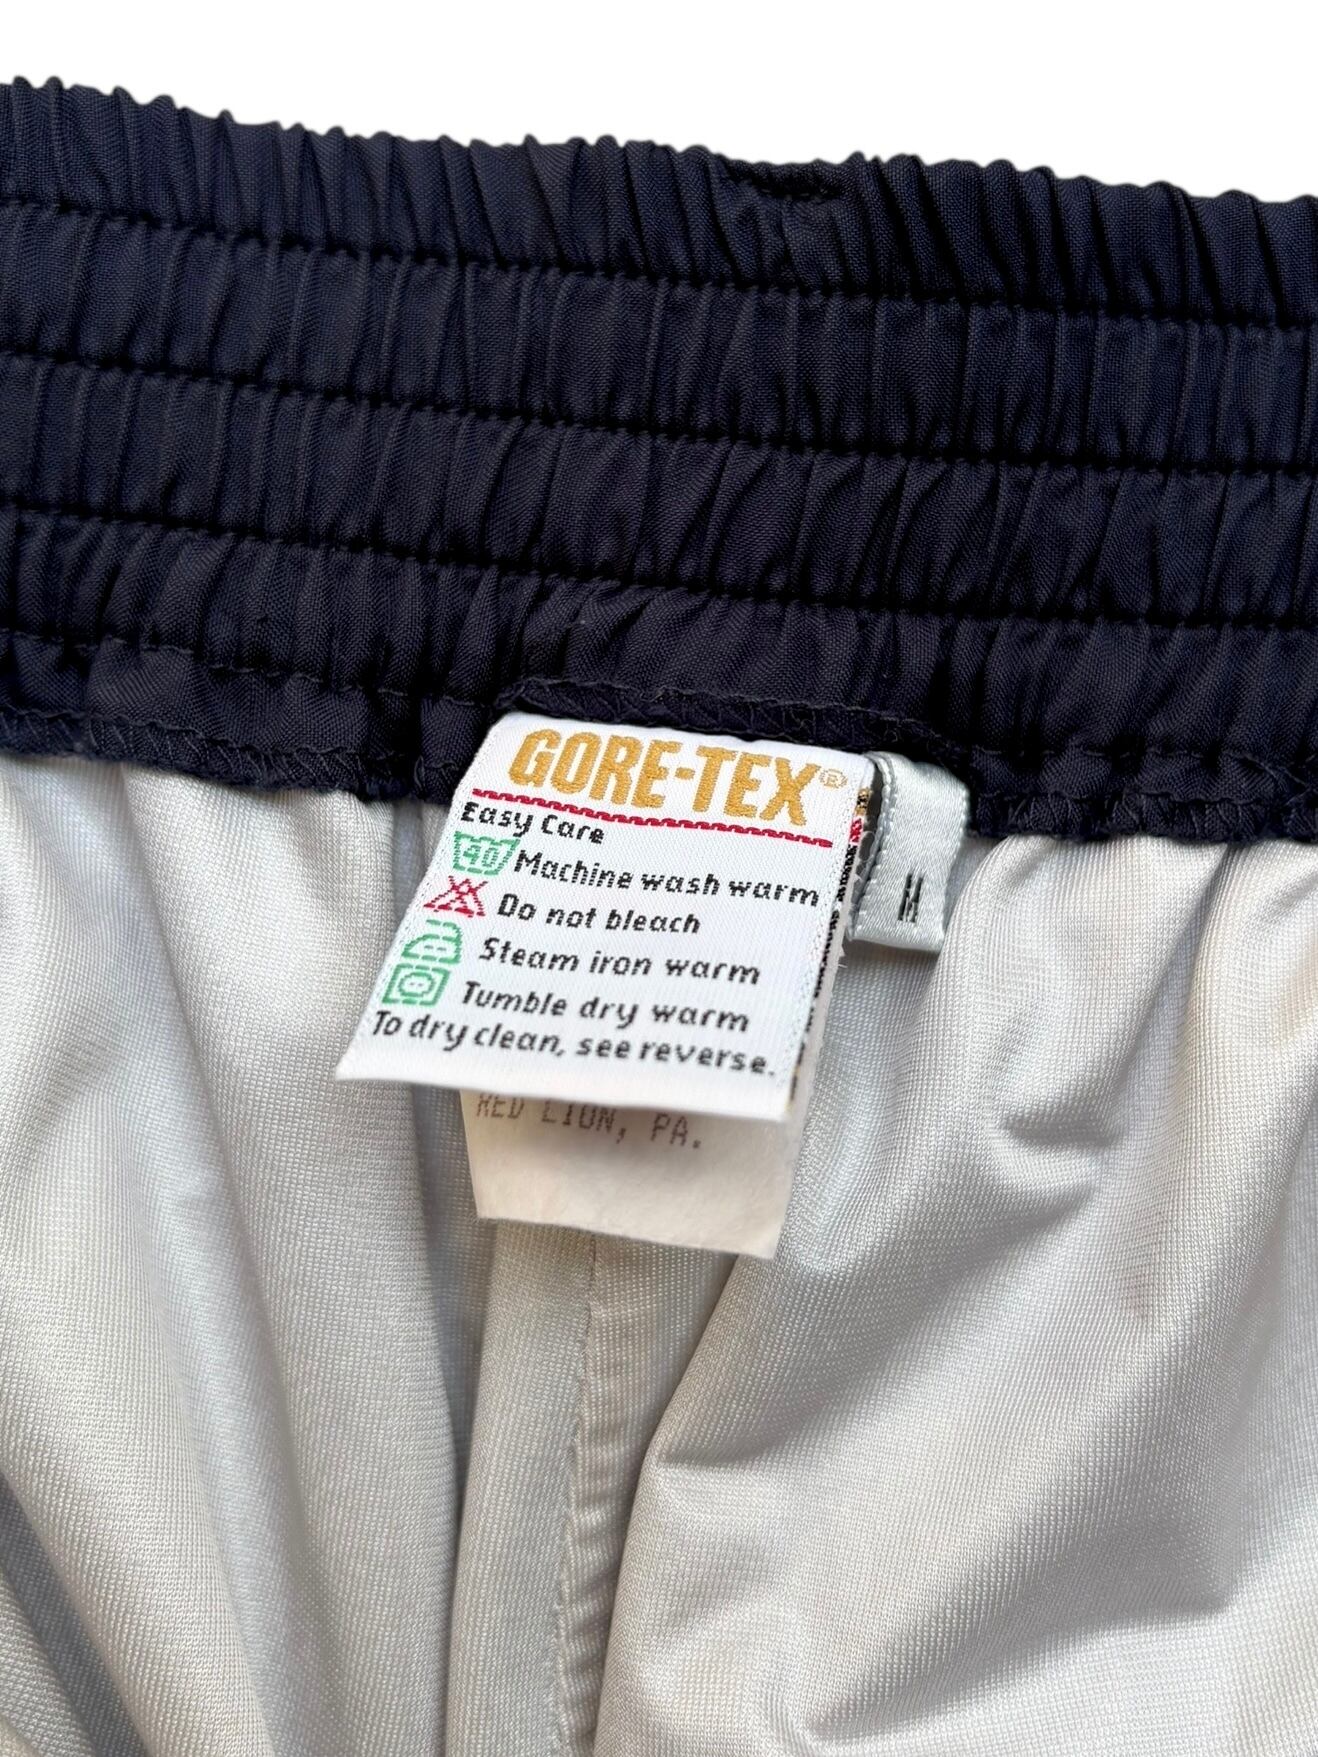 GORE-TEX®
Easy Care
40 Machine wash warm
Do not bleach
Steam iron warm
Tumble dry warm
To dry clean, see reverse.
M
RED LION, PA.